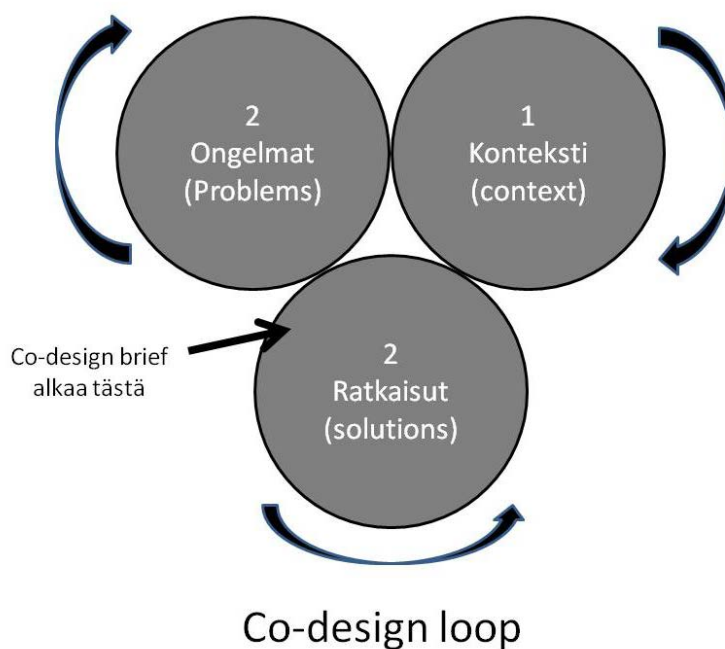 2
Ongelmat
(Problems)
1
Konteksti
(context)
Co-design brief
alkaa tästä
2
Ratkaisut
(solutions)
Co-design loop